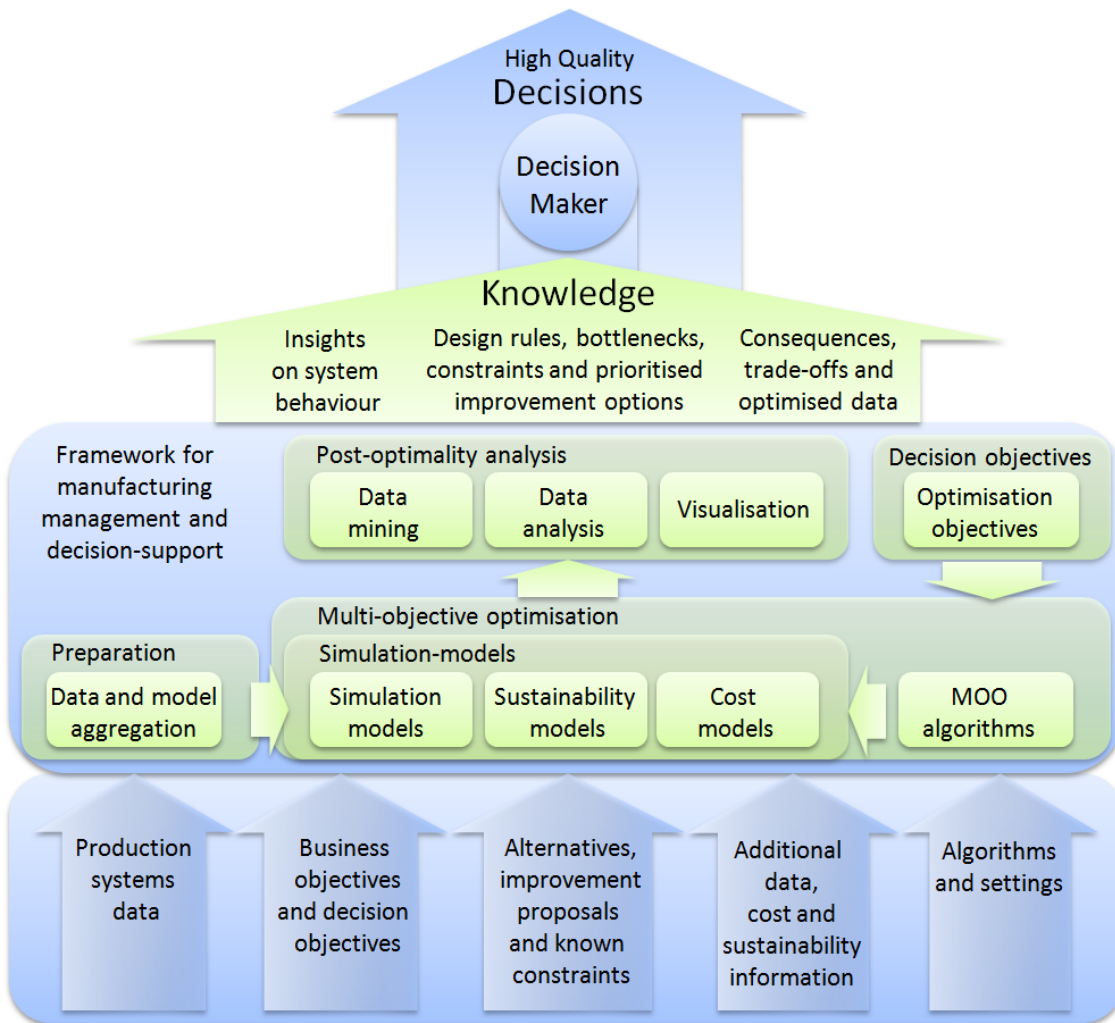 High Quality
Decisions
Decision
Maker
Knowledge
Insights
on system
behaviour
Design rules, bottlenecks,
constraints and prioritised
improvement options
Consequences,
trade-offs and
optimised data
Framework for
manufacturing
management and
decision-support
Post-optimality analysis
Data
mining
Data
analysis
Visualisation
Decision objectives
Optimisation
objectives
Multi-objective optimisation
Preparation
Data and model
aggregation
Simulation-models
Simulation
models
Sustainability
models
Cost
models
MOO
algorithms
Production
systems
data
Business
objectives
and decision
objectives
Alternatives,
improvement
proposals
and known
constraints
Additional
data,
cost and
sustainability
information
Algorithms
and settings